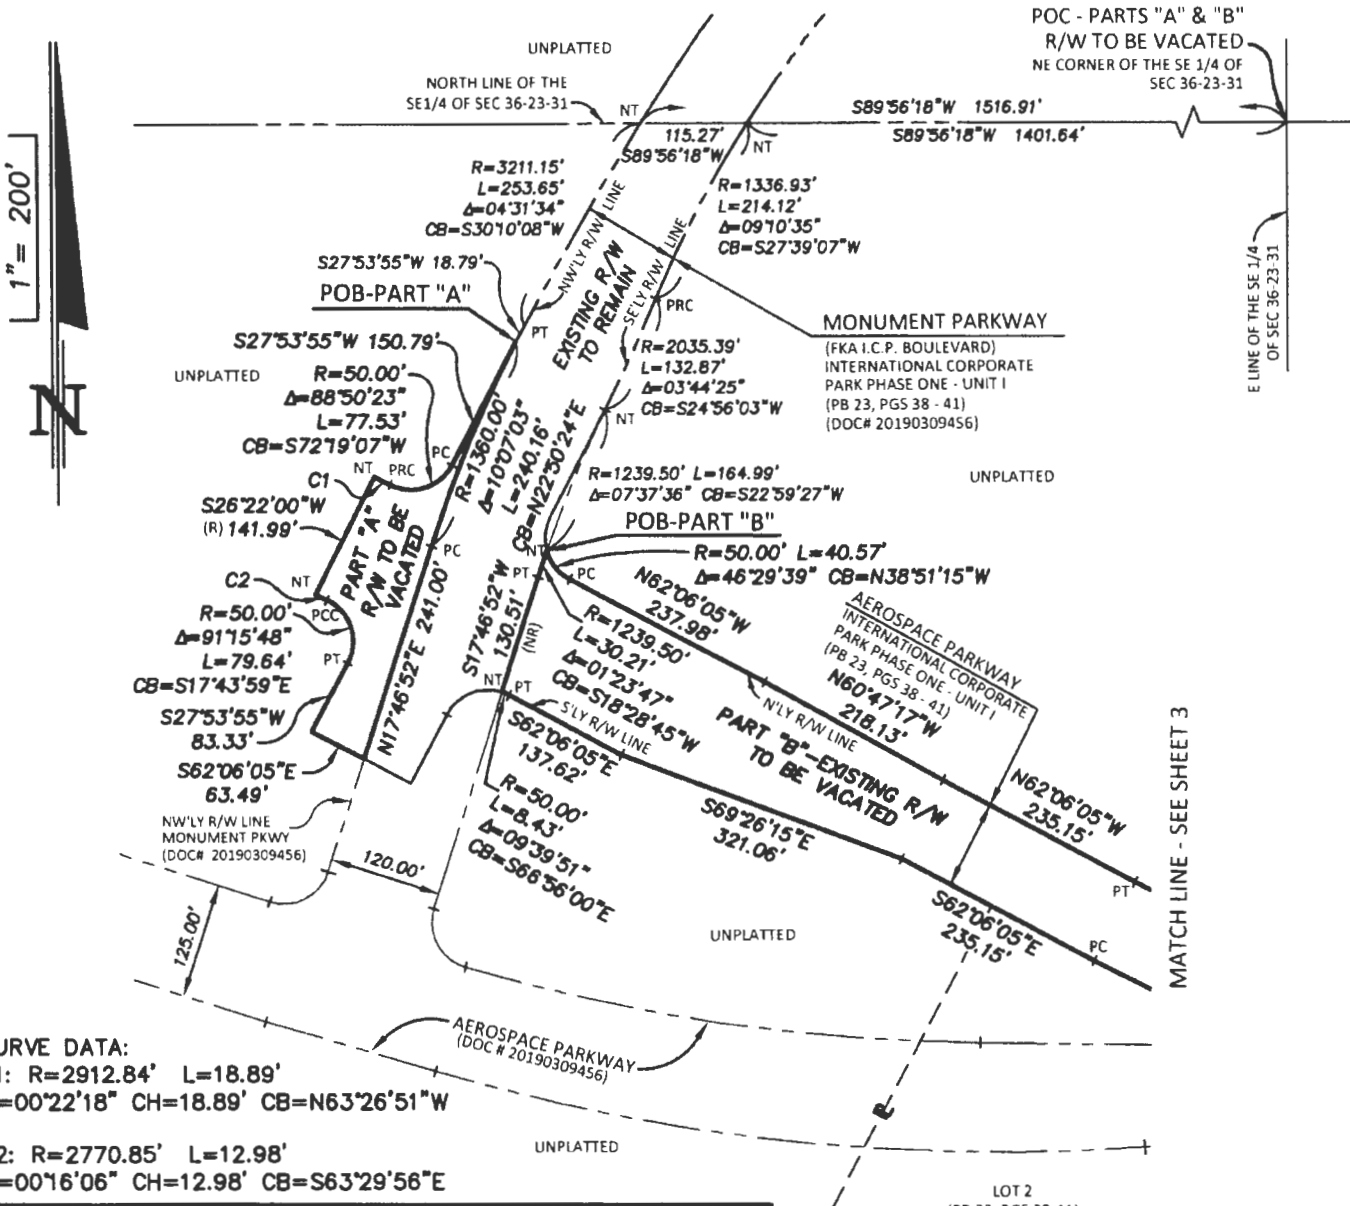 UNPLATTED
POC - PARTS "A" & "B"
R/W TO BE VACATED
NE CORNER OF THE SE 1/4 OF
SEC 36-23-31
NORTH LINE OF THE
SE1/4 OF SEC 36-23-31
NT
S89°56'18"W 1516.91'
115.27'
S89°56'18"W
NT
S89°56'18"W 1401.64'
1"= 200'
N
R=3211.15'
L=253.65'
Δ=04°31'34"
CB=S30°10'08"W
R=1336.93'
L=214.12'
Δ=09°10'35"
CB=S27°39'07"W
NW'LY R/W LINE
SE'LY R/W LINE
EXISTING R/W
TO REMAIN
E LINE OF THE SE 1/4
OF SEC 36-23-31
S27°53'55"W 18.79'
POB-PART "A"
PT
PRC
MONUMENT PARKWAY
(FKA I.C.P. BOULEVARD)
INTERNATIONAL CORPORATE
PARK PHASE ONE - UNIT I
(PB 23, PGS 38 - 41)
(DOC# 20190309456)
S27°53'55"W 150.79'
UNPLATTED
R=50.00'
Δ=88°50'23"
L=77.53'
CB=S72°19'07"W
R=2035.39'
L=132.87'
Δ=03°44'25"
CB=S24°56'03"W
NT
PC
NT
PRC
C1
R=1360.00'
Δ=10°07'03"
L=240.16'
CB=N22°50'24"E
R=1239.50' L=164.99'
Δ=07°37'36" CB=S22°59'27"W
UNPLATTED
S26°22'00"W
(R) 141.99'
POB-PART "B"
PART "A"
R/W TO BE
VACATED
PC
NT
PT
R=50.00' L=40.57'
Δ=46°29'39" CB=N38°51'15"W
PC
C2
NT
PCC
R=50.00'
Δ=91°15'48"
L=79.64'
CB=S17°43'59"E
PT
N17°46'52"E 241.00'
S17°46'52"W
130.51'
(NR)
R=1239.50'
L=30.21'
Δ=01°23'47"
CB=S18°28'45"W
N62°06'05"W
237.98'
AEROSPACE PARKWAY
INTERNATIONAL CORPORATE
PARK PHASE ONE - UNIT I
(PB 23, PGS 38 - 41)
N60°47'17"W
218.13'
N'LY R/W LINE
S27°53'55"W
83.33'
S62°06'05"E
63.49'
NT
PT
S'LY R/W LINE
S62°06'05"E
137.62'
PART "B"-EXISTING R/W
TO BE VACATED
N62°06'05"W
235.15'
PT
MATCH LINE - SEE SHEET 3
NW'LY R/W LINE
MONUMENT PKWY
(DOC# 20190309456)
R=50.00'
L=8.43'
Δ=09°39'51"
CB=S66°56'00"E
S69°26'15"E
321.06'
120.00'
125.00'
UNPLATTED
S62°06'05"E
235.15'
PC
AEROSPACE PARKWAY
(DOC # 20190309456)
URVE DATA:
: R=2912.84' L=18.89'
=00°22'18" CH=18.89' CB=N63°26'51"W
2: R=2770.85' L=12.98'
=00°16'06" CH=12.98' CB=S63°29'56"E
UNPLATTED
LOT 2